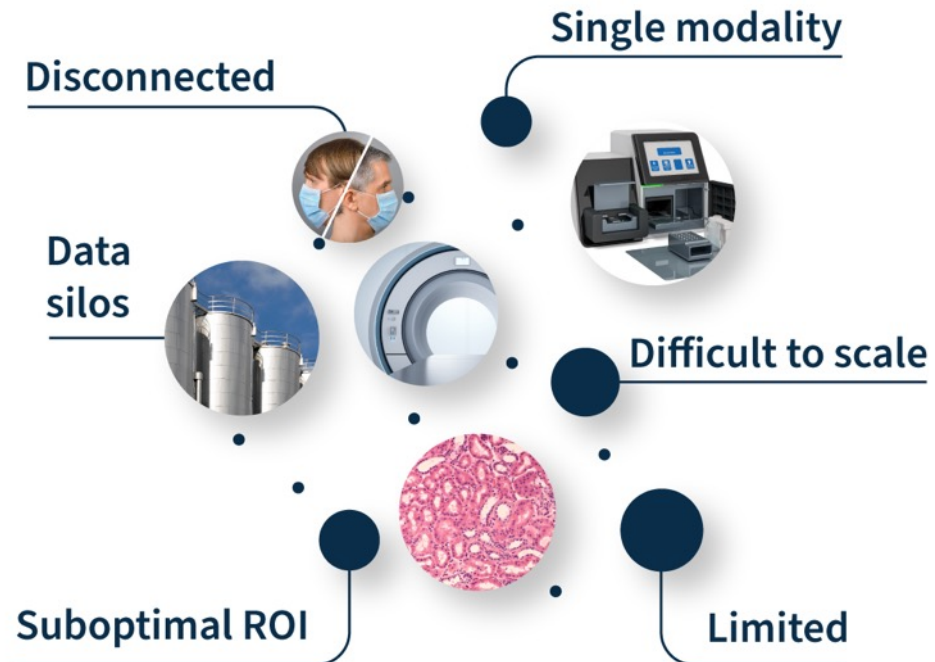 Single modality
Disconnected
Data
silos
Difficult to scale
Suboptimal ROI
Limited